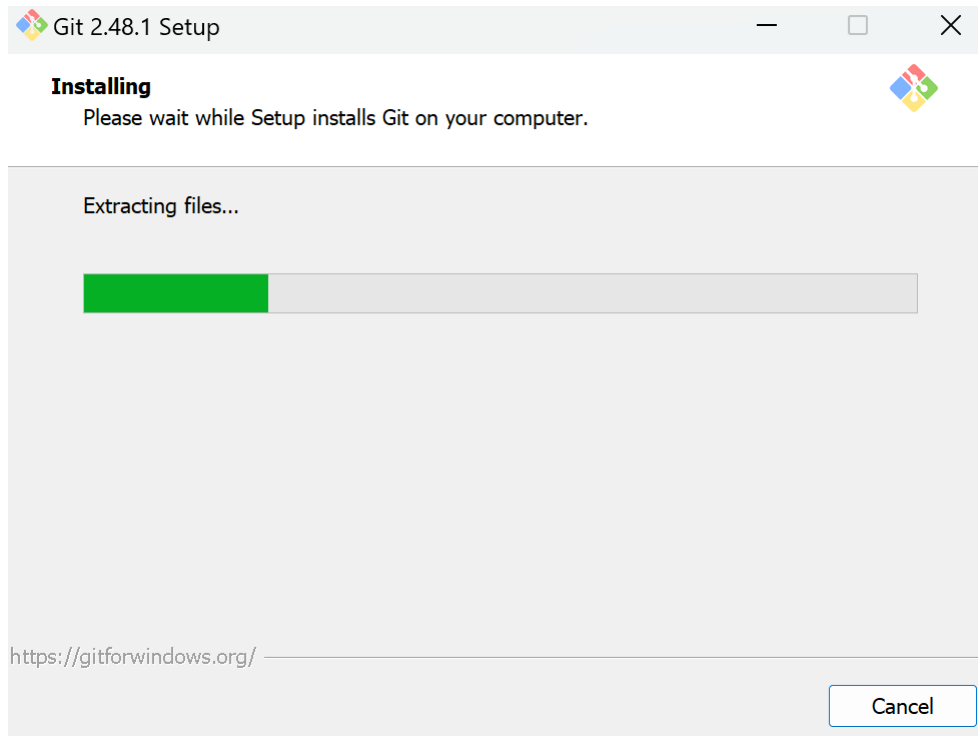 Git 2.48.1 Setup
Installing
Please wait while Setup installs Git on your computer.
Extracting files...
https://gitforwindows.org/
Cancel